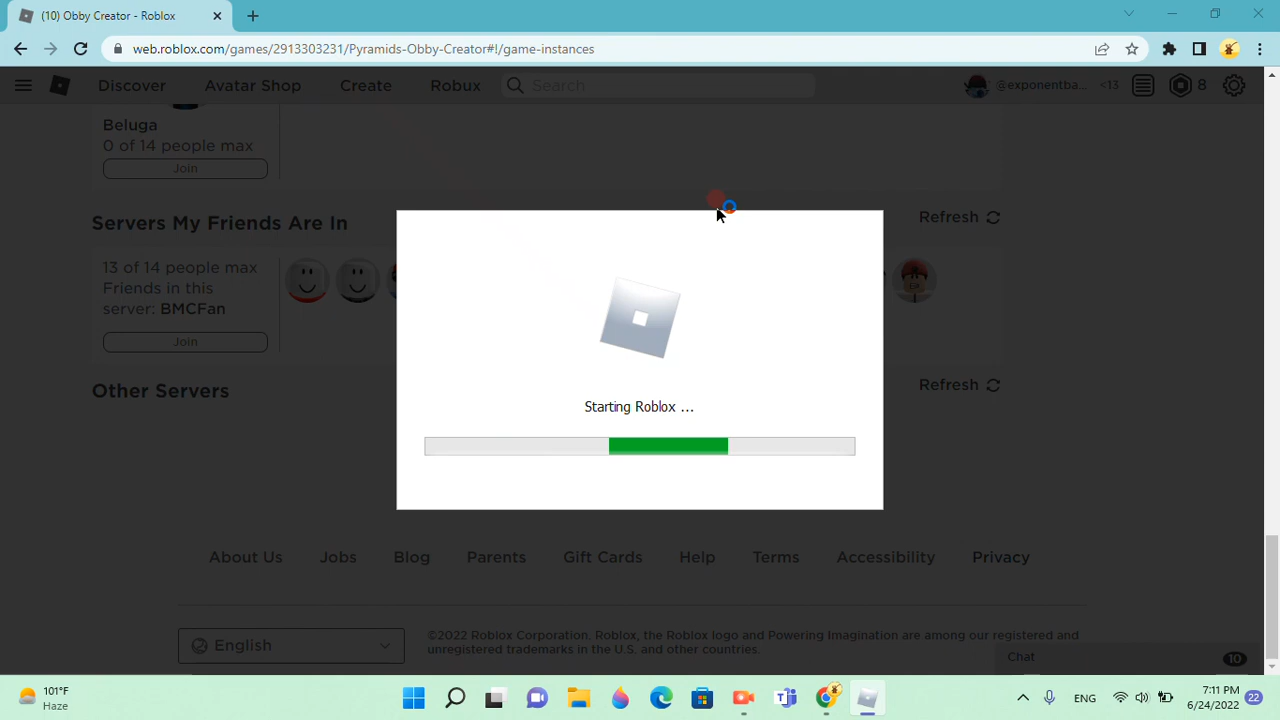 (10) Obby Creator - Roblox
web.roblox.com/games/2913303231/Pyramids-Obby-Creator#!/game-instances
Discover
Avatar Shop
Create
Robux
Search
@exponentba...
<13
8
Beluga
0 of 14 people max
Join
Servers My Friends Are In
Refresh
13 of 14 people max
Friends in this
server: BMCFan
Join
Other Servers
Refresh
Starting Roblox ...
About Us
Jobs
Blog
Parents
Gift Cards
Help
Terms
Accessibility
Privacy
English
©2022 Roblox Corporation. Roblox, the Roblox logo and Powering Imagination are among our registered and
unregistered trademarks in the U.S. and other countries.
Chat
10
101°F
Haze
ENG
7:11 PM
6/24/2022
22